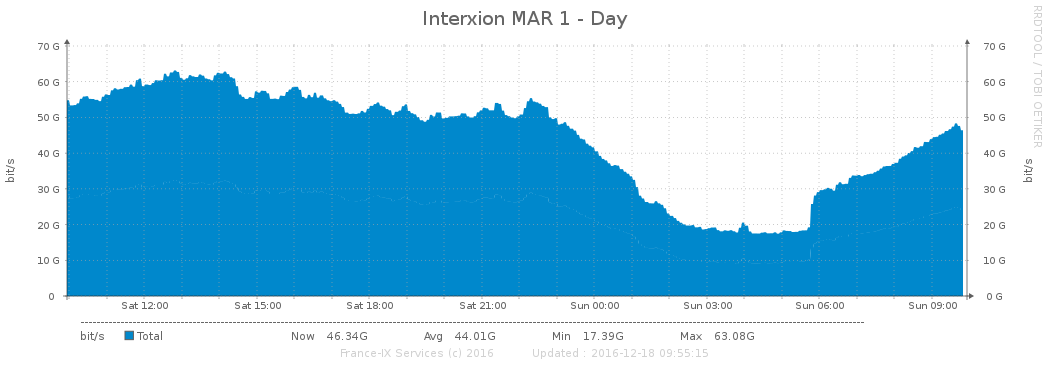 Interxion MAR 1 - Day
RRDTOOL / TOBI OETIKER
bit/s
70 G 70 G
60 G 60 G
50 G 50 G
40 G 40 G
30 G 30 G
20 G 20 G
10 G 10 G
0 0 G
bit/s
Sat 12:00 Sat 15:00 Sat 18:00 Sat 21:00 Sun 00:00 Sun 03:00 Sun 06:00 Sun 09:00
bit/s Total Now 46.34G Avg 44.01G Min 17.39G Max 63.08G
France-IX Services (c) 2016 Updated : 2016-12-18 09:55:15